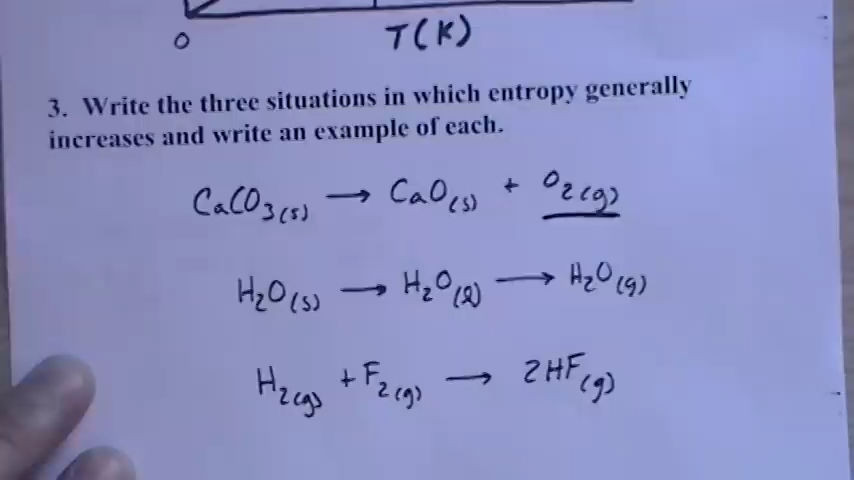 0 T(K)
3. Write the three situations in which entropy generally
increases and write an example of each.
CaCO3(s) → CaO(s) + O2(g)
H2O(s) → H2O(l) → H2O(g)
H2(g) + F2(g) → 2HF(g)